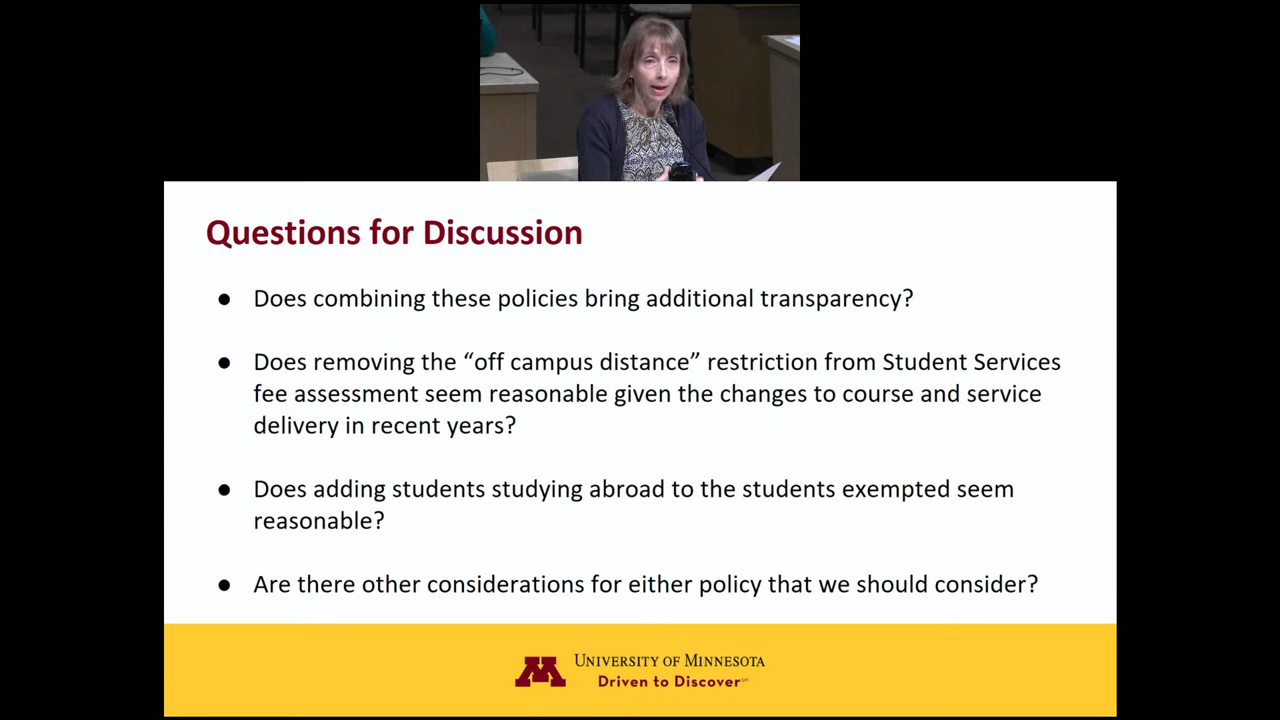 Questions for Discussion
● Does combining these policies bring additional transparency?
● Does removing the “off campus distance” restriction from Student Services
fee assessment seem reasonable given the changes to course and service
delivery in recent years?
● Does adding students studying abroad to the students exempted seem
reasonable?
● Are there other considerations for either policy that we should consider?
M
UNIVERSITY OF MINNESOTA
Driven to Discover℠